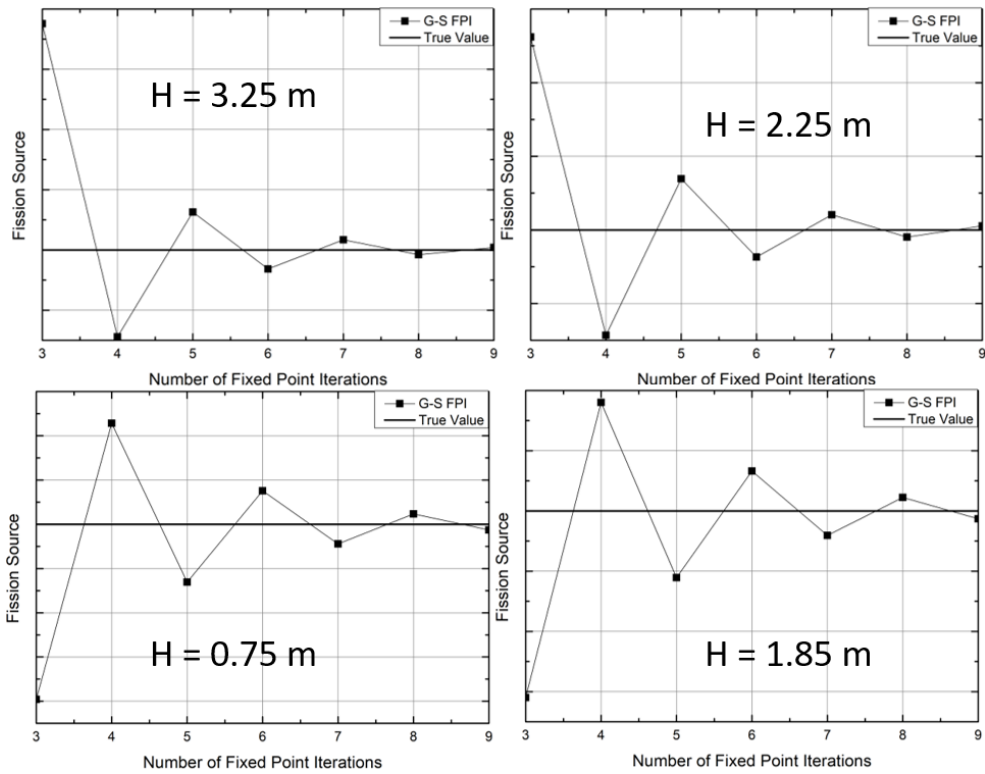 G-S FPI
True Value
H = 3.25 m
Fission Source
3 4 5 6 7 8 9
Number of Fixed Point Iterations
G-S FPI
True Value
H = 2.25 m
Fission Source
3 4 5 6 7 8 9
Number of Fixed Point Iterations
G-S FPI
True Value
Fission Source
H = 0.75 m
3 4 5 6 7 8 9
Number of Fixed Point Iterations
G-S FPI
True Value
Fission Source
H = 1.85 m
3 4 5 6 7 8 9
Number of Fixed Point Iterations